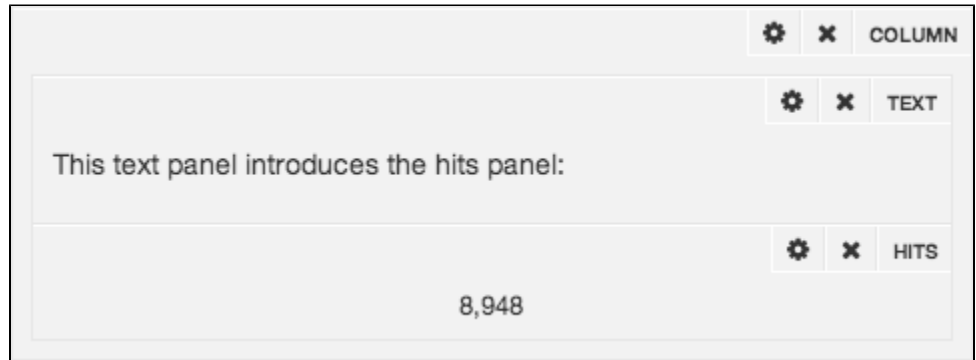 COLUMN
TEXT
This text panel introduces the hits panel:
HITS
8,948